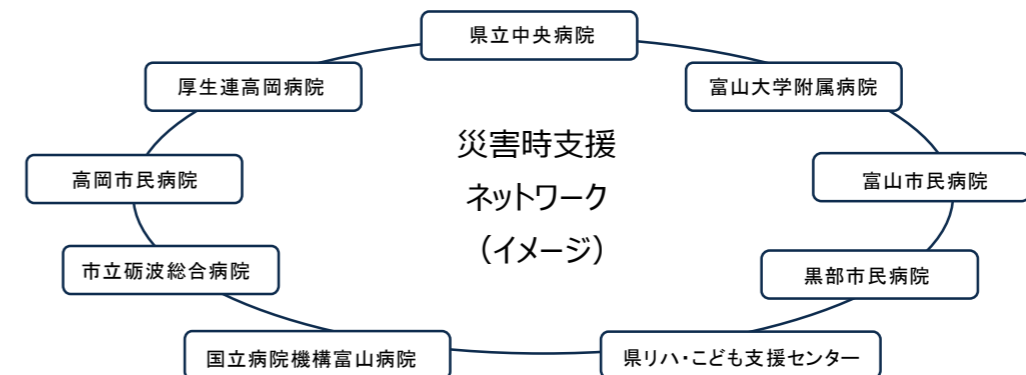 県立中央病院
厚生連高岡病院
富山大学附属病院
災害時支援
ネットワーク
（イメージ）
高岡市民病院
富山市民病院
市立砺波総合病院
黒部市民病院
国立病院機構富山病院
県リハ・こども支援センター